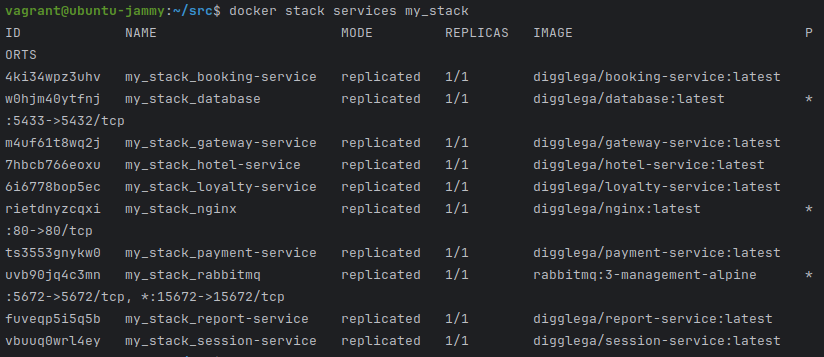 vagrant@ubuntu-jammy:~/src$ docker stack services my_stack
ID             NAME                       MODE         REPLICAS   IMAGE                              P
ORTS
4ki34wpz3uhv   my_stack_booking-service   replicated   1/1        digglega/booking-service:latest
w0hjm40ytfnj   my_stack_database          replicated   1/1        digglega/database:latest           *
:5433->5432/tcp
m4uf61t8wq2j   my_stack_gateway-service   replicated   1/1        digglega/gateway-service:latest
7hbcb766eoxu   my_stack_hotel-service     replicated   1/1        digglega/hotel-service:latest
6i6778bop5ec   my_stack_loyalty-service   replicated   1/1        digglega/loyalty-service:latest
rietdnyzcqxi   my_stack_nginx             replicated   1/1        digglega/nginx:latest              *
:80->80/tcp
ts3553gnykw0   my_stack_payment-service   replicated   1/1        digglega/payment-service:latest
uvb90jq4c3mn   my_stack_rabbitmq          replicated   1/1        rabbitmq:3-management-alpine       *
:5672->5672/tcp, *:15672->15672/tcp
fuveqp5i5q5b   my_stack_report-service    replicated   1/1        digglega/report-service:latest
vbuuq0wrl4ey   my_stack_session-service   replicated   1/1        digglega/session-service:latest